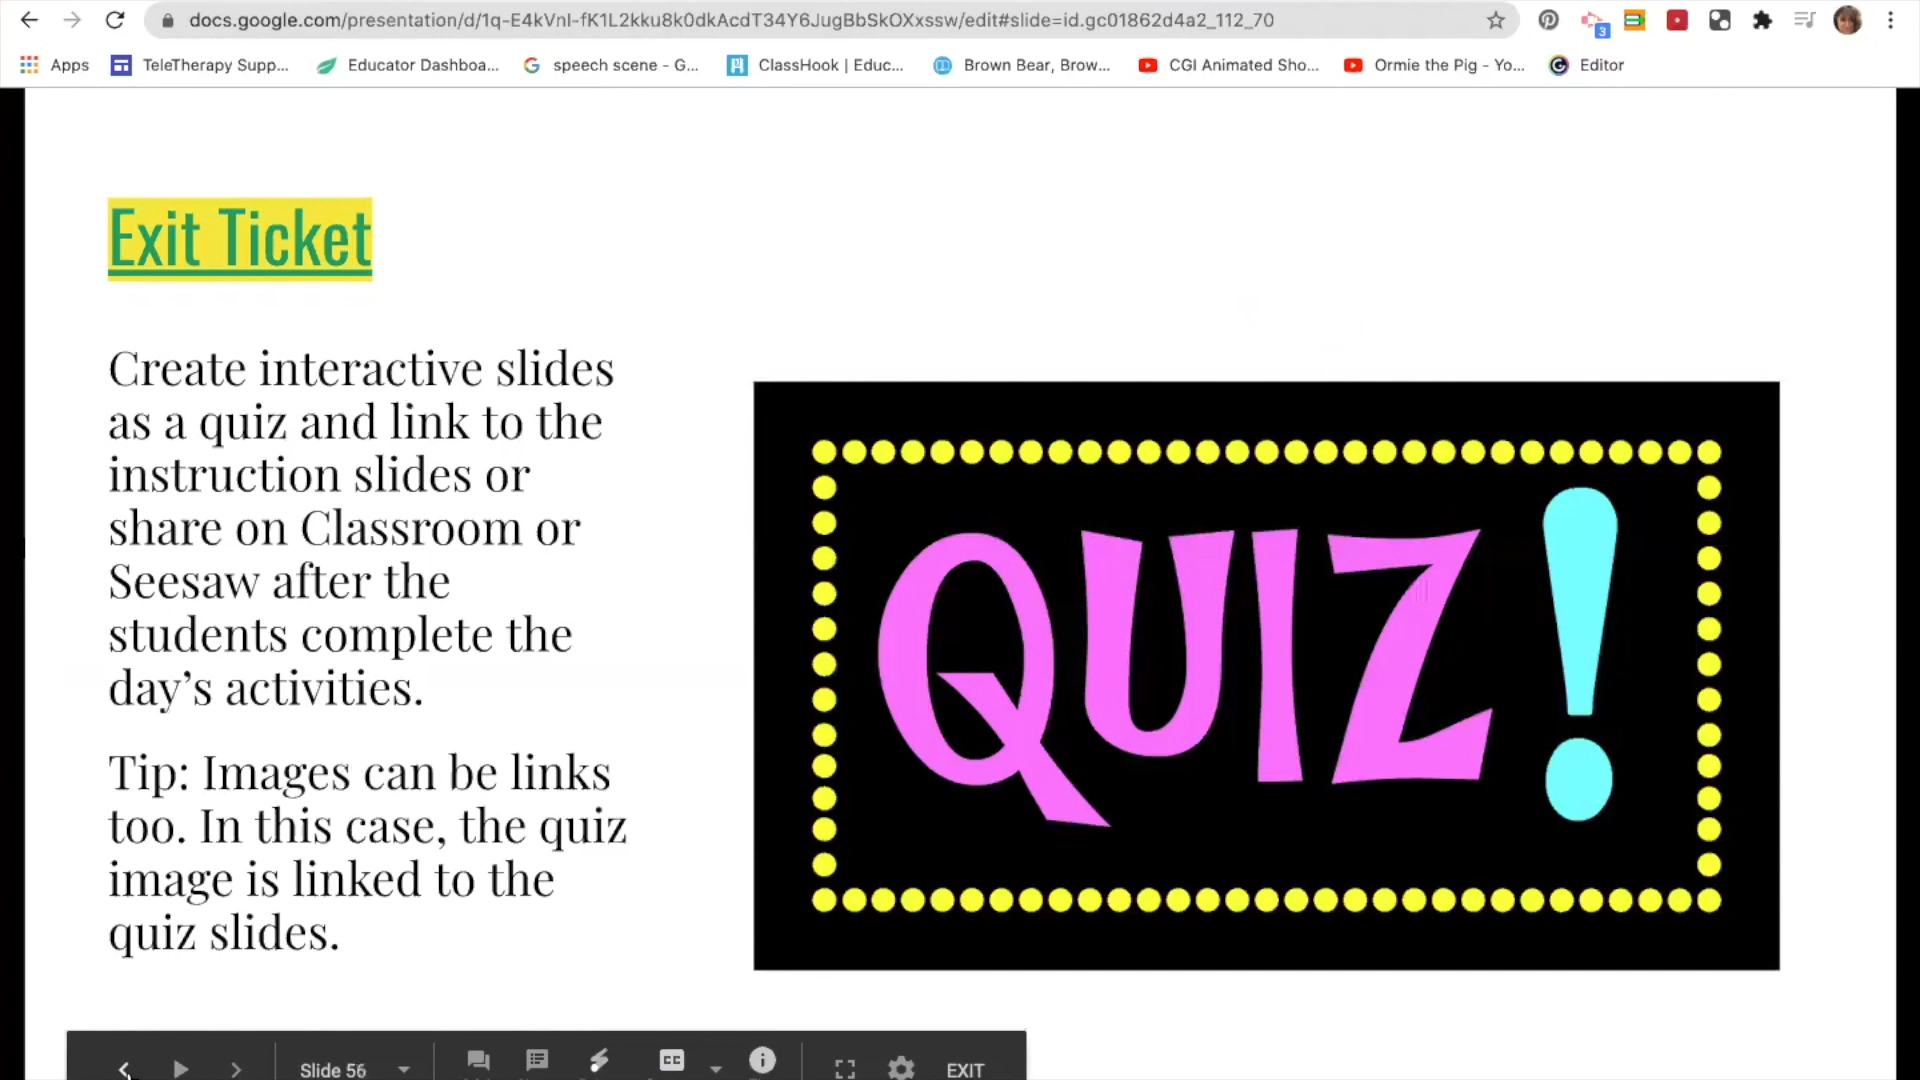 docs.google.com/presentation/d/1q-E4kVnI-fK1L2kku8k0dkAcdT34Y6JugBbSkOXxssw/edit#slide=id.gc01862d4a2_112_70
3
Apps TeleTherapy Supp... Educator Dashboa... speech scene - G... ClassHook | Educ... Brown Bear, Brow... CGI Animated Sho... Ormie the Pig - Yo... Editor
Exit Ticket
Create interactive slides
as a quiz and link to the
instruction slides or
share on Classroom or
Seesaw after the
students complete the
day’s activities.
Tip: Images can be links
too. In this case, the quiz
image is linked to the
quiz slides.
QUIZ!
Slide 56 CC EXIT